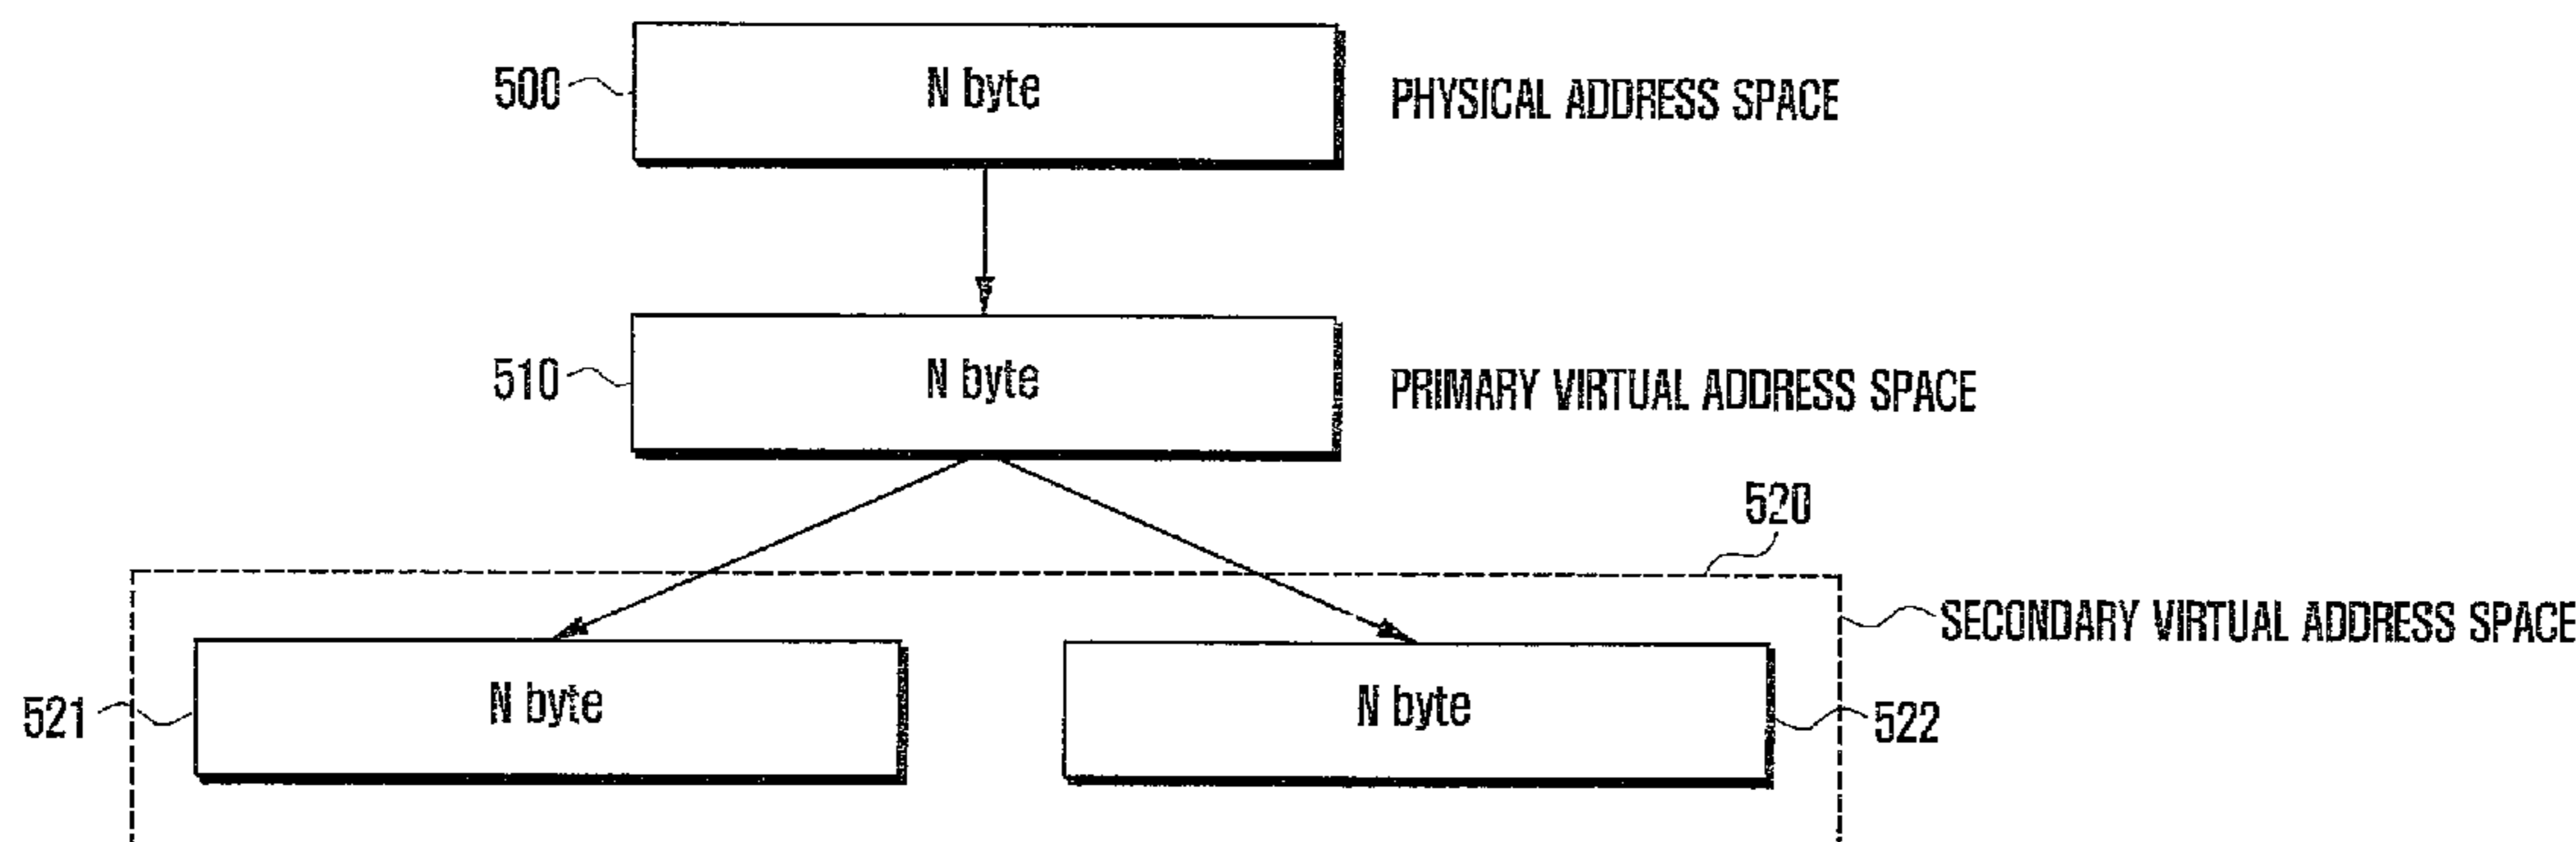 500 N byte PHYSICAL ADDRESS SPACE
510 N byte PRIMARY VIRTUAL ADDRESS SPACE
520
SECONDARY VIRTUAL ADDRESS SPACE
521 N byte N byte 522